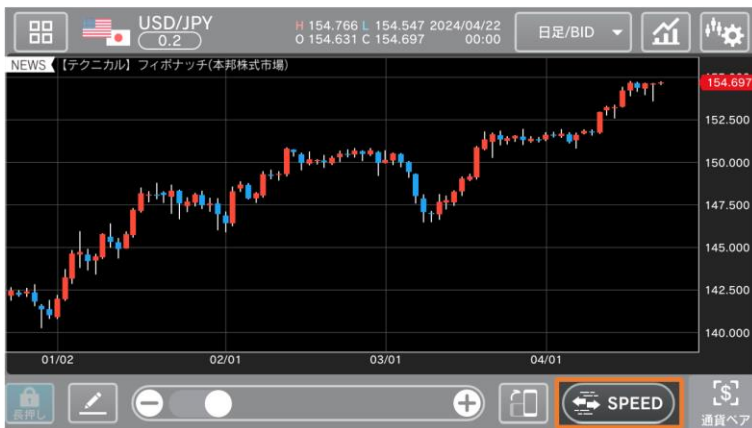 USD/JPY
0.2
H 154.766 L 154.547 2024/04/22
O 154.631 C 154.697 00:00
日足/BID
NEWS 【テクニカル】フィボナッチ(本邦株式市場)
154.697
152.500
150.000
147.500
145.000
142.500
140.000
01/02 02/01 03/01 04/01
長押し
SPEED
通貨ペア